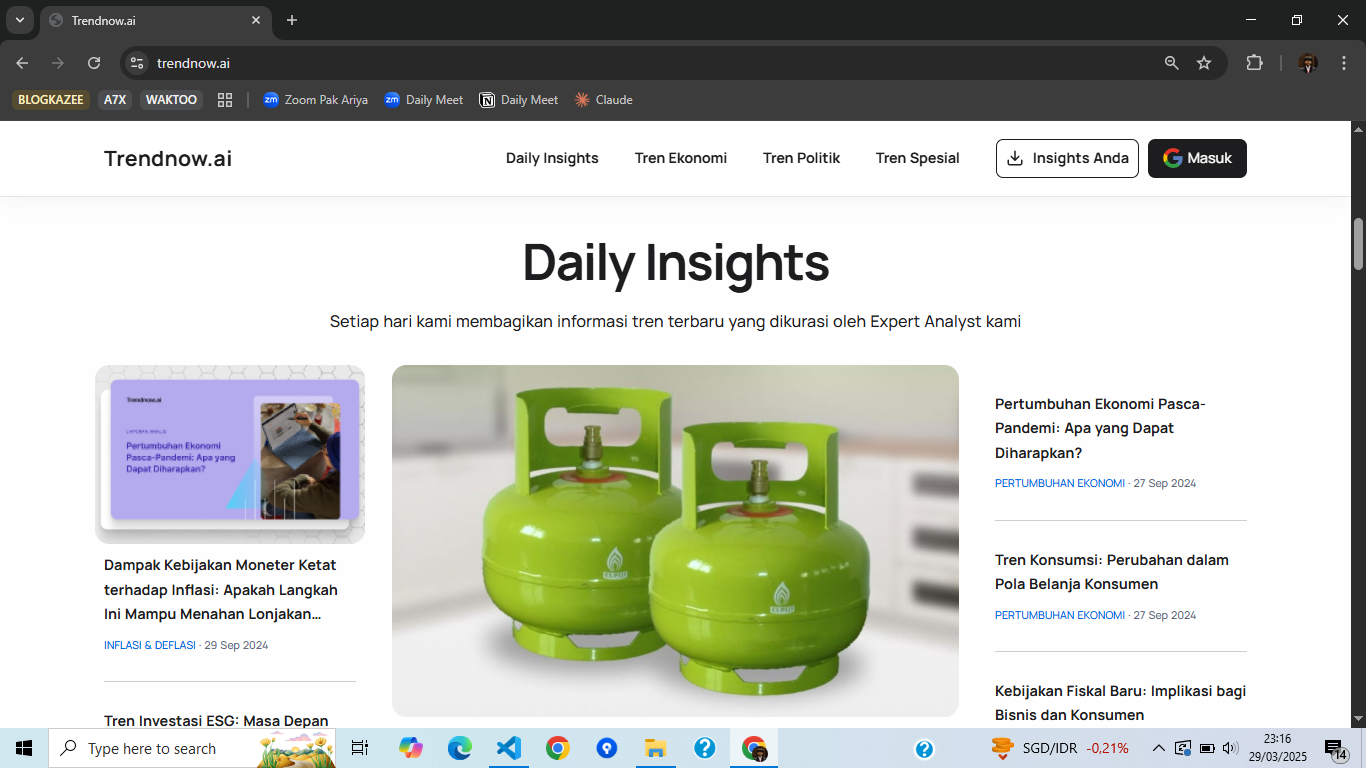 Trendnow.ai
trendnow.ai
BLOGKAZEE
A7X
WAKTOO
zm Zoom Pak Ariya
zm Daily Meet
Daily Meet
Claude
Trendnow.ai
Daily Insights
Tren Ekonomi
Tren Politik
Tren Spesial
Insights Anda
Masuk
Daily Insights
Setiap hari kami membagikan informasi tren terbaru yang dikurasi oleh Expert Analyst kami
Trendnow.ai
Pertumbuhan Ekonomi
Pasca-Pandemi: Apa yang
Dapat Diharapkan?
Dampak Kebijakan Moneter Ketat
terhadap Inflasi: Apakah Langkah
Ini Mampu Menahan Lonjakan...
INFLASI & DEFLASI · 29 Sep 2024
Tren Investasi ESG: Masa Depan
Pertumbuhan Ekonomi Pasca-
Pandemi: Apa yang Dapat
Diharapkan?
PERTUMBUHAN EKONOMI · 27 Sep 2024
Tren Konsumsi: Perubahan dalam
Pola Belanja Konsumen
PERTUMBUHAN EKONOMI · 27 Sep 2024
Kebijakan Fiskal Baru: Implikasi bagi
Bisnis dan Konsumen
Type here to search
SGD/IDR -0,21%
23:16
29/03/2025
14